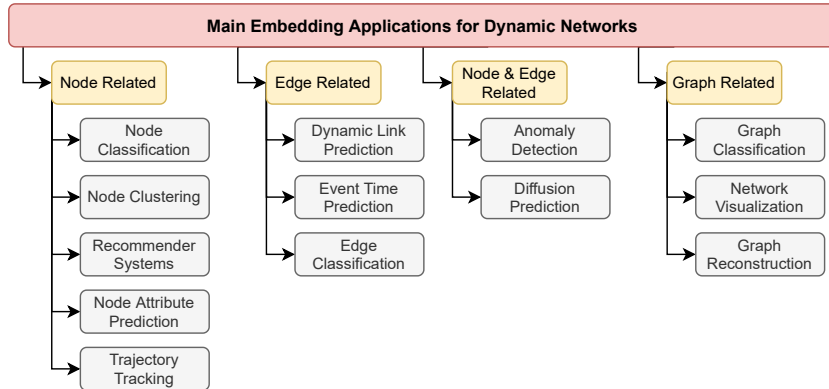 Main Embedding Applications for Dynamic Networks
Node Related
Node
Classification
Node Clustering
Recommender
Systems
Node Attribute
Prediction
Trajectory
Tracking
Edge Related
Dynamic Link
Prediction
Event Time
Prediction
Edge
Classification
Node & Edge
Related
Anomaly
Detection
Diffusion
Prediction
Graph Related
Graph
Classification
Network
Visualization
Graph
Reconstruction